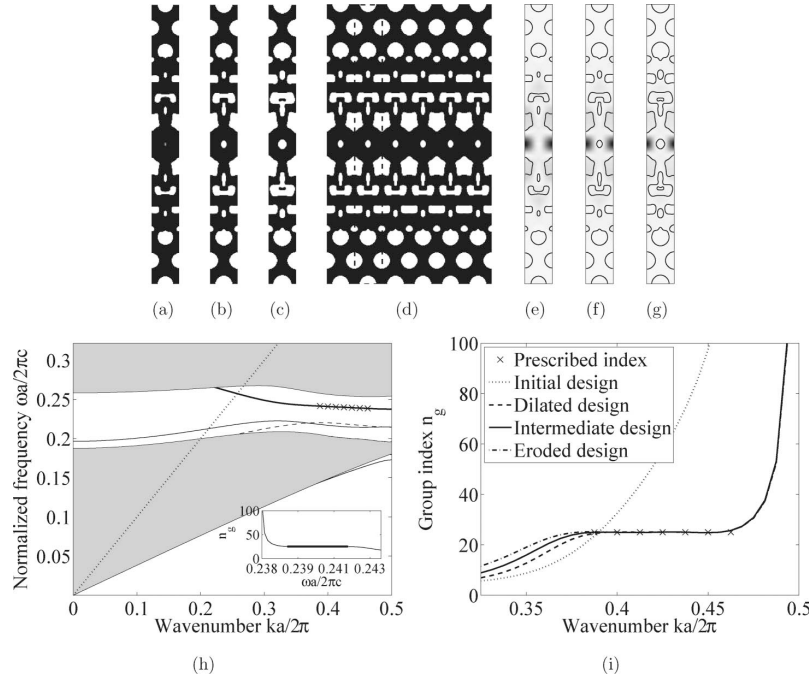 (a)
(b)
(c)
(d)
(e)
(f)
(g)
Normalized frequency ωa/2πc
0.3
0.25
0.2
0.15
0.1
0.05
0
0.1
0.2
0.3
0.4
0.5
Wavenumber ka/2π
n_g
100
50
0
0.238
0.239
0.241
0.243
ωa/2πc
(h)
Group index n_g
100
80
60
40
20
0
0.35
0.4
0.45
0.5
Wavenumber ka/2π
Prescribed index
Initial design
Dilated design
Intermediate design
Eroded design
(i)